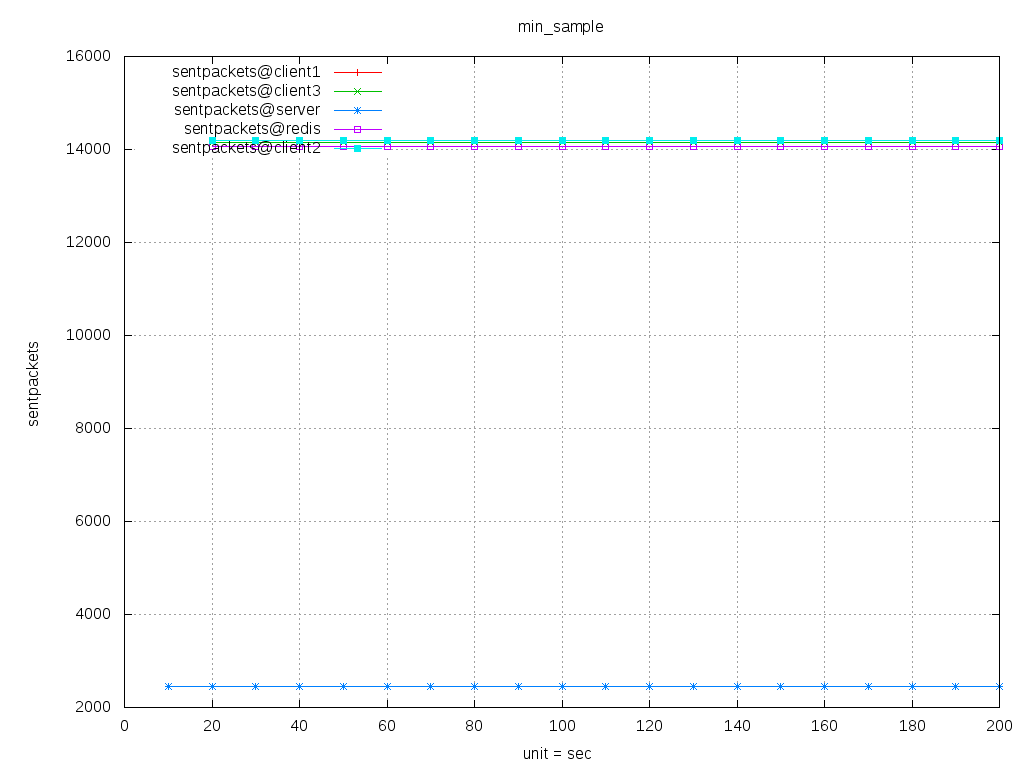 min_sample
16000
14000
12000
10000
8000
6000
4000
2000
sentpackets
sentpackets@client1
sentpackets@client3
sentpackets@server
sentpackets@redis
sentpackets@client2
0 20 40 60 80 100 120 140 160 180 200
unit = sec